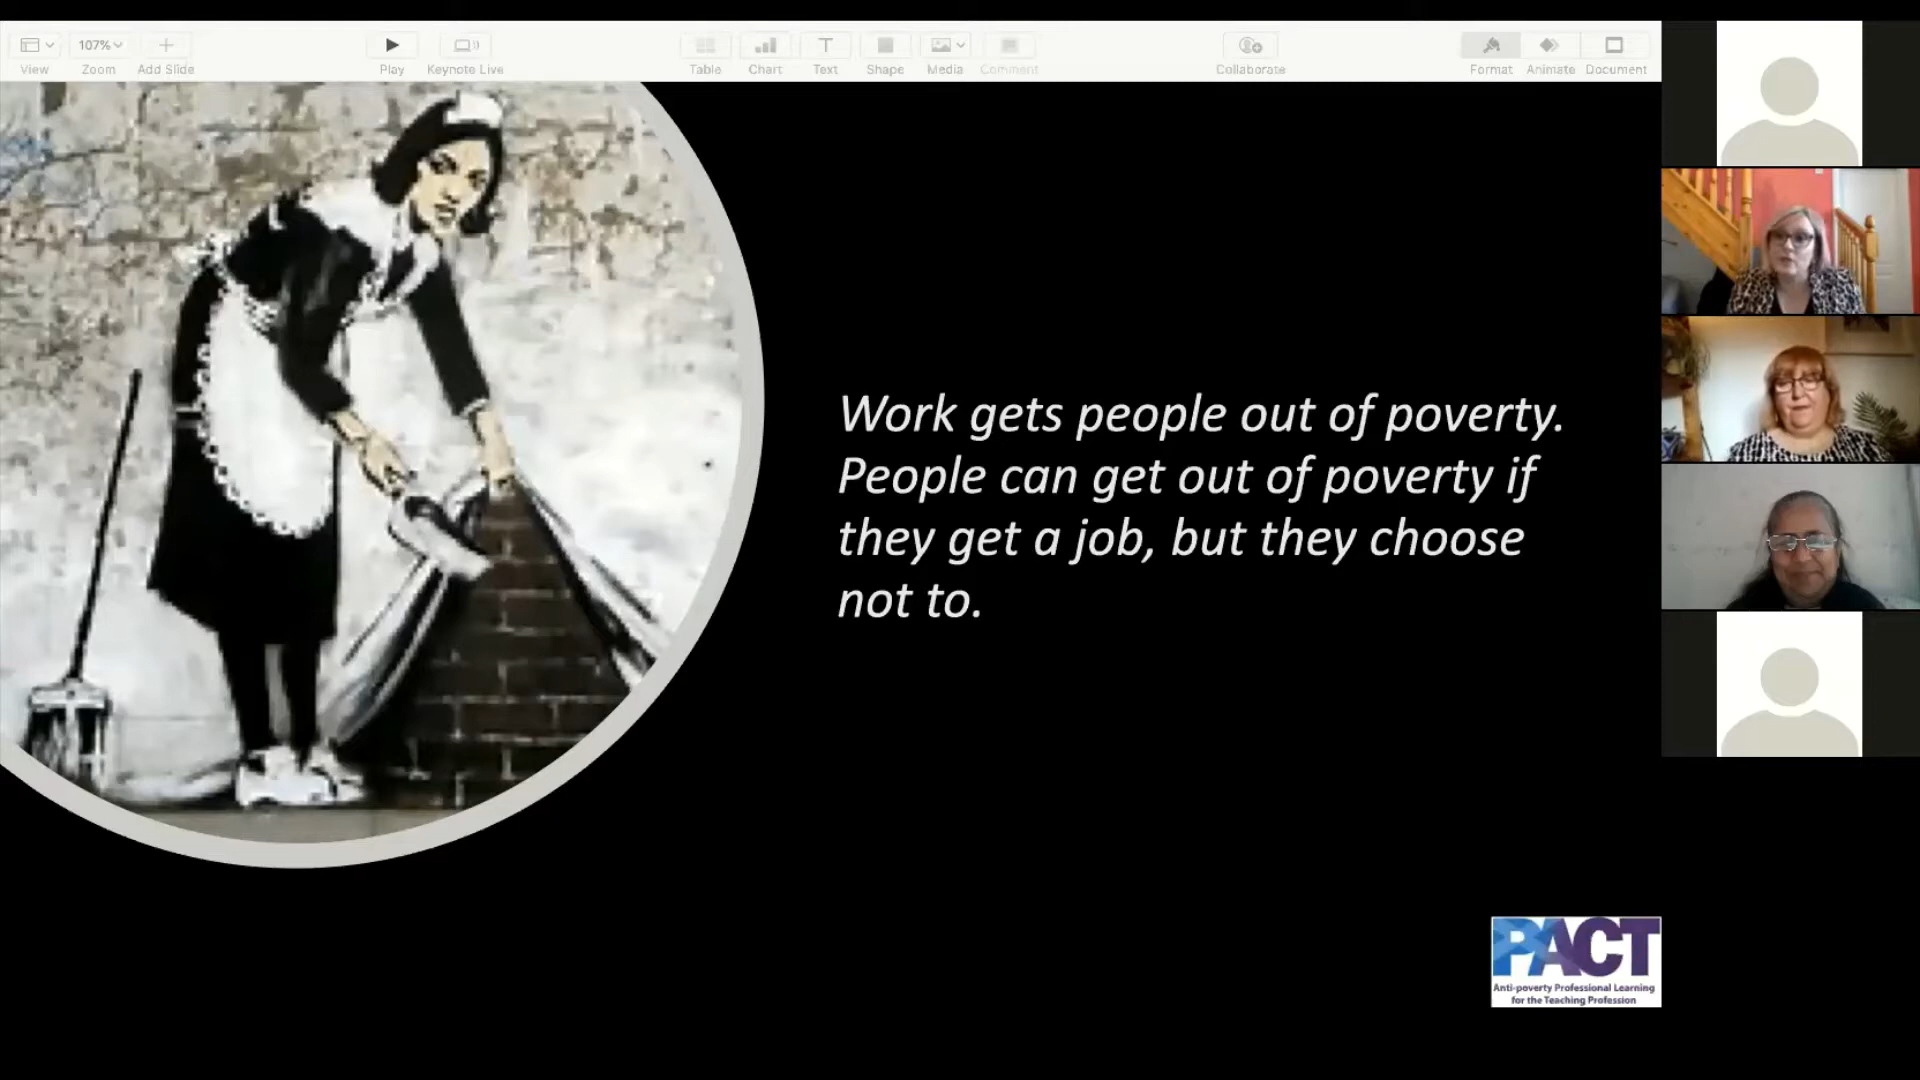 107%
View
Zoom
Add Slide
Play
Keynote Live
Table
Chart
Text
Shape
Media
Comment
Collaborate
Format
Animate
Document
Work gets people out of poverty.
People can get out of poverty if
they get a job, but they choose
not to.
PACT
Anti-poverty Professional Learning
for the Teaching Profession